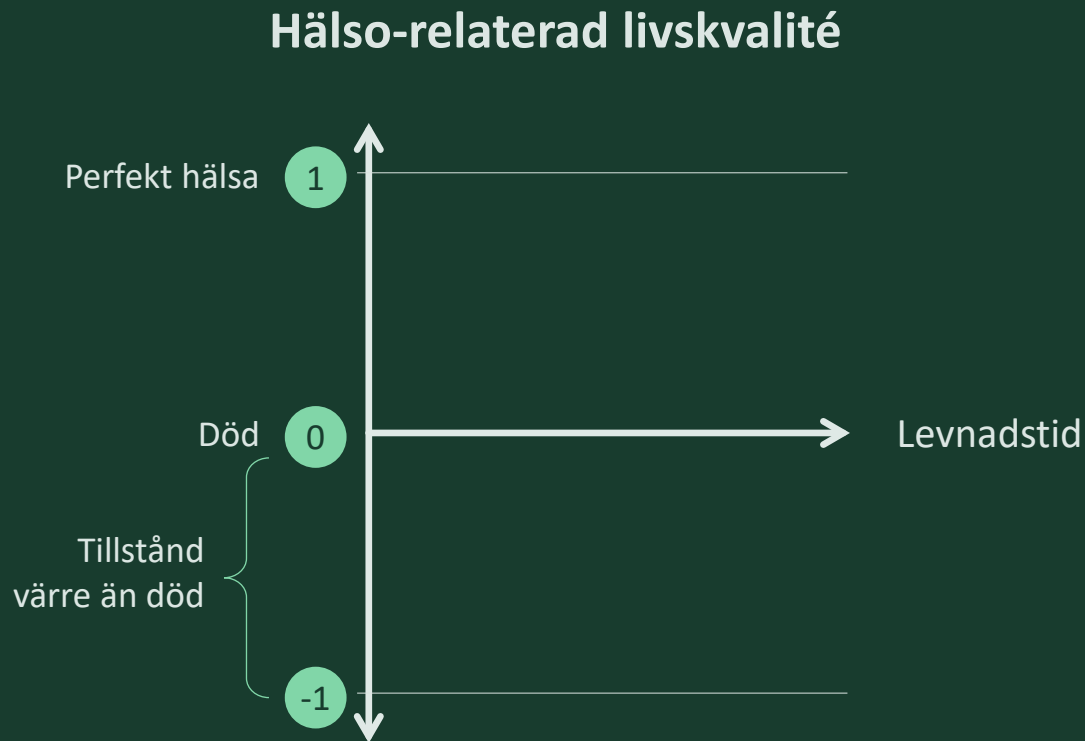 Hälso-relaterad livskvalité
Perfekt hälsa
1
Död
0
Levnadstid
Tillstånd
värre än död
-1